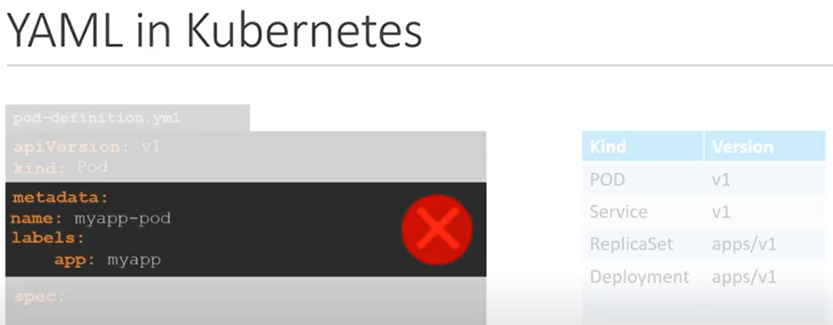 YAML in Kubernetes
pod-definition.yml
apiVersion: v1
kind: Pod
metadata:
name: myapp-pod
labels:
    app: myapp
spec:
Kind Version
POD v1
Service v1
ReplicaSet apps/v1
Deployment apps/v1